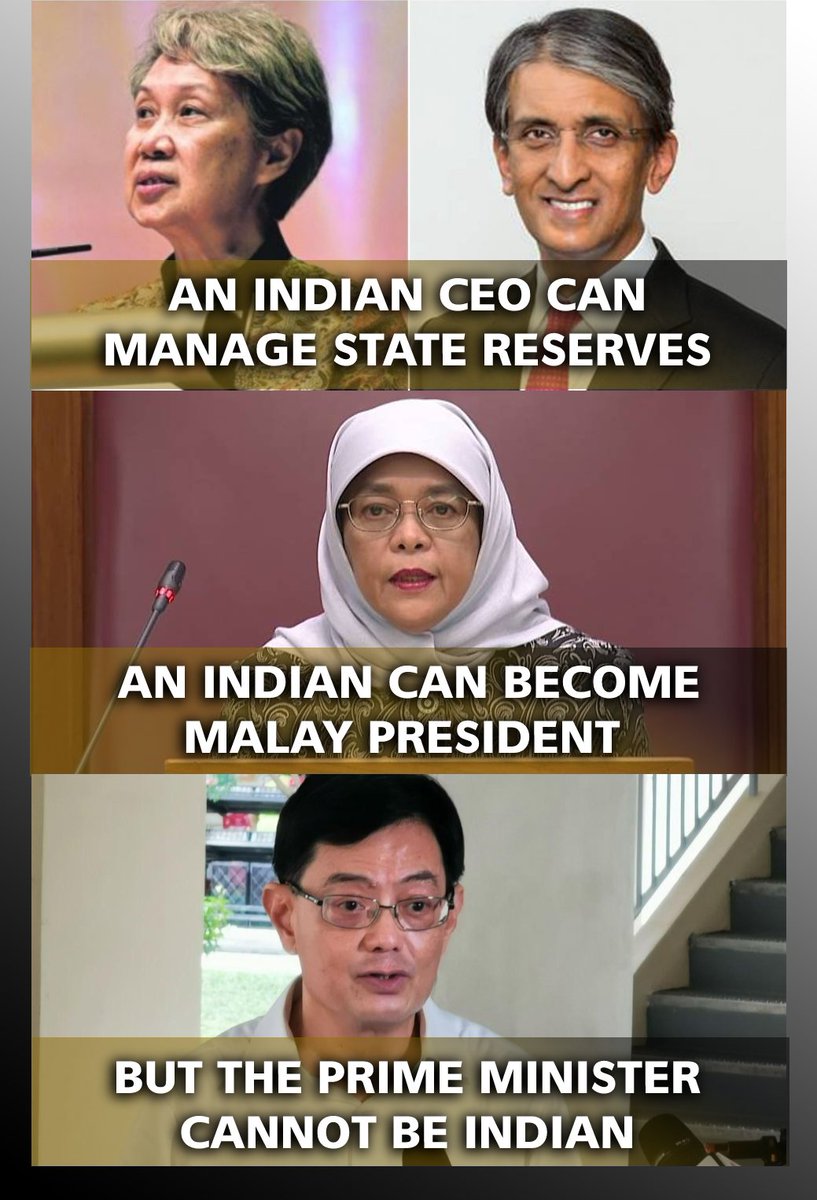 AN INDIAN CEO CAN
MANAGE STATE RESERVES
AN INDIAN CAN BECOME
MALAY PRESIDENT
BUT THE PRIME MINISTER
CANNOT BE INDIAN